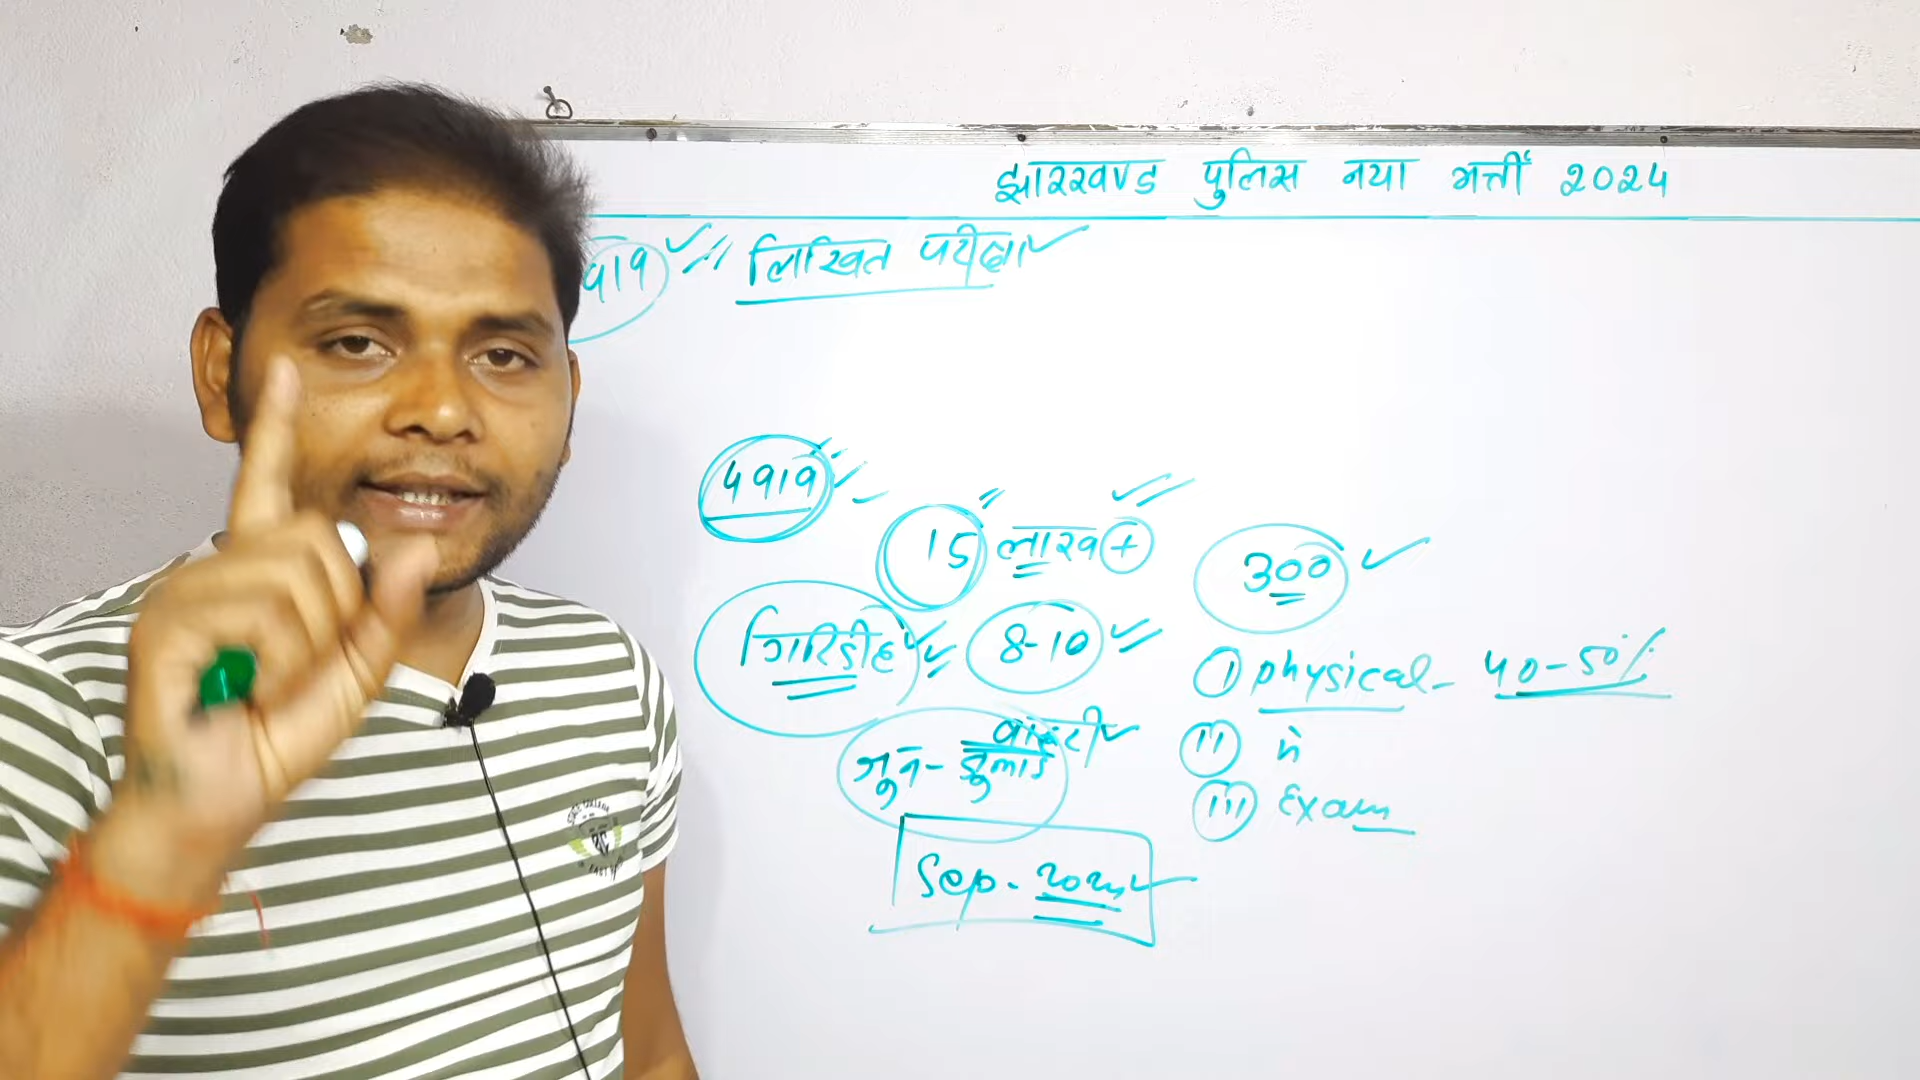 झारखण्ड पुलिस नया भर्ती 2024
919 लिखित परीक्षा
4919
15 लाख +
300
गिरिडीह 8-10
① physical - 40-50%
जून - जुलाई
②
③ Exam
Sep - 2024